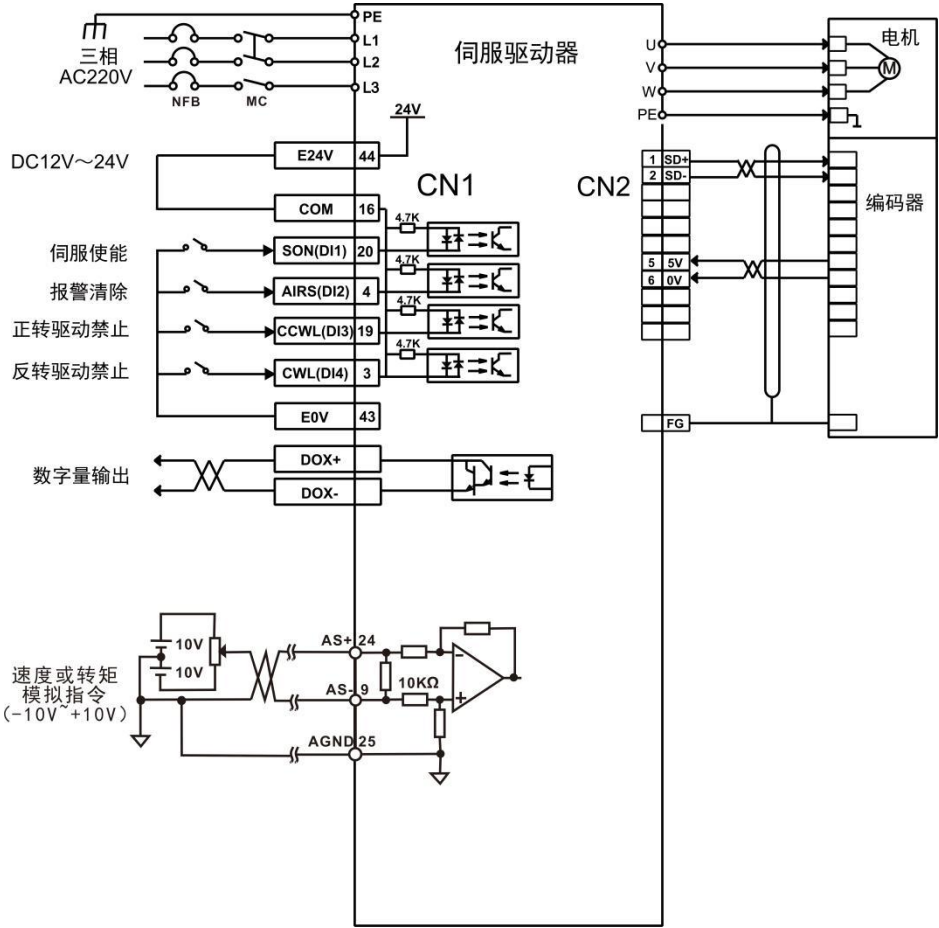 PE
L1
L2
L3
三相
AC220V
NFB
MC
伺服驱动器
U
V
W
PE
电机
M
24V
DC12V～24V
E24V 44
COM 16
CN1
CN2
1 SD+
2 SD-
编码器
4.7K
伺服使能
SON(DI1) 20
4.7K
5 5V
6 0V
报警清除
AIRS(DI2) 4
4.7K
正转驱动禁止
CCWL(DI3) 19
4.7K
反转驱动禁止
CWL(DI4) 3
E0V 43
FG
数字量输出
DOX+
DOX-
10V
10V
AS+ 24
速度或转矩
模拟指令
(-10V~+10V)
AS- 9
10KΩ
AGND 25